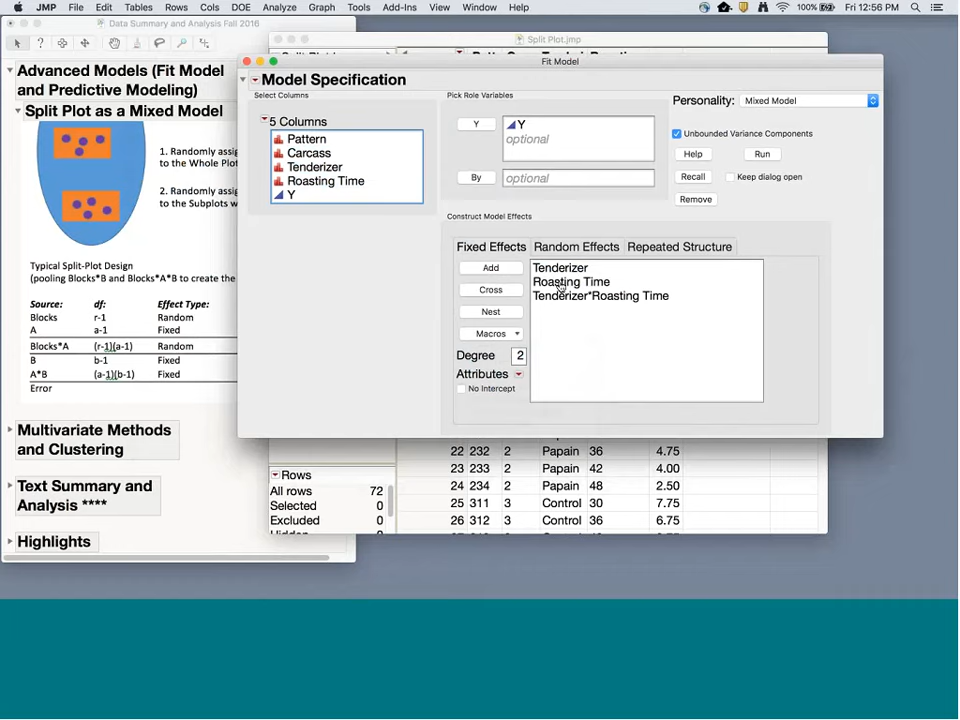 JMP File Edit Tables Rows Cols DOE Analyze Graph Tools Add-Ins View Window Help 100% Fri 12:56 PM
Data Summary and Analysis Fall 2016
Advanced Models (Fit Model
and Predictive Modeling)
Split Plot as a Mixed Model
1. Randomly assig
to the Whole Plot
2. Randomly assig
to the Subplots w
Typical Split-Plot Design
(pooling Blocks*B and Blocks*A*B to create the
Source: df: Effect Type:
Blocks r-1 Random
A a-1 Fixed
Blocks*A (r-1)(a-1) Random
B b-1 Fixed
A*B (a-1)(b-1) Fixed
Error
Multivariate Methods
and Clustering
Text Summary and
Analysis ****
Highlights
Split Plot.jmp
Fit Model
Model Specification
Select Columns
5 Columns
Pattern
Carcass
Tenderizer
Roasting Time
Y
Pick Role Variables
Y
Y
optional
By
optional
Personality: Mixed Model
Unbounded Variance Components
Help
Run
Recall
Keep dialog open
Remove
Construct Model Effects
Fixed Effects
Random Effects
Repeated Structure
Add
Cross
Nest
Macros
Degree 2
Attributes
No Intercept
Tenderizer
Roasting Time
Tenderizer*Roasting Time
Rows
All rows 72
Selected 0
Excluded 0
22 232 2 Papain 36 4.75
23 233 2 Papain 42 4.00
24 234 2 Papain 48 2.50
25 311 3 Control 30 7.75
26 312 3 Control 36 6.75